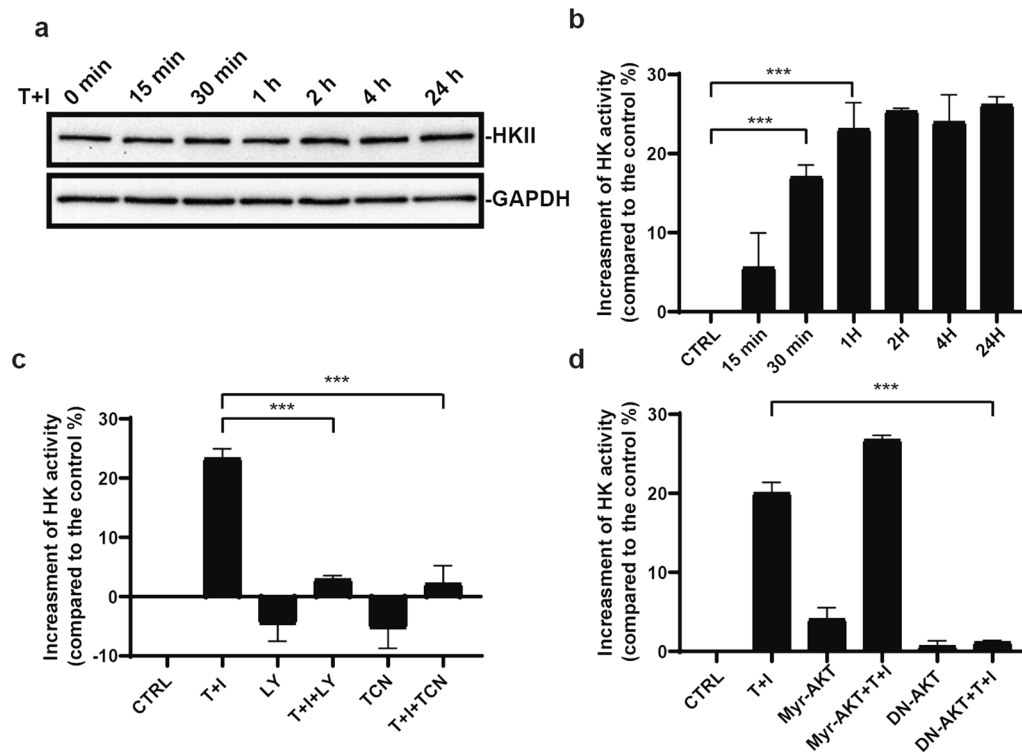 a
T+I 0 min 15 min 30 min 1 h 2 h 4 h 24 h
-HKII
-GAPDH
b
Increasment of HK activity
(compared to the control %)
30
20
10
0
***
***
CTRL 15 min 30 min 1H 2H 4H 24H
c
Increasment of HK activity
(compared to the control %)
30
20
10
0
-10
***
***
CTRL T+I LY T+I+LY TCN T+I+TCN
d
Increasment of HK activity
(compared to the control %)
30
20
10
0
***
CTRL T+I Myr-AKT Myr-AKT+T+I DN-AKT DN-AKT+T+I